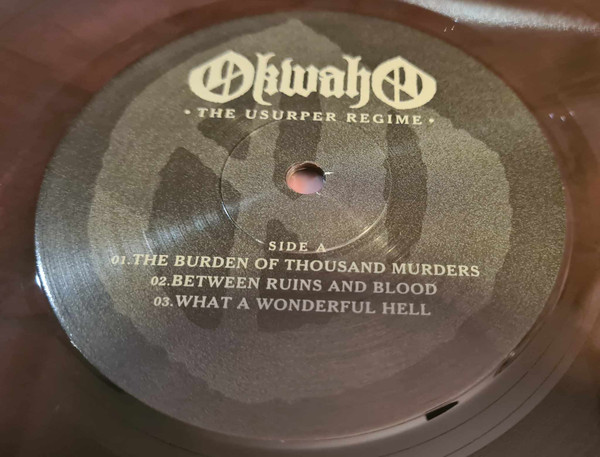 OkwahO
• THE USURPER REGIME •
SIDE A
01.THE BURDEN OF THOUSAND MURDERS
02.BETWEEN RUINS AND BLOOD
03.WHAT A WONDERFUL HELL